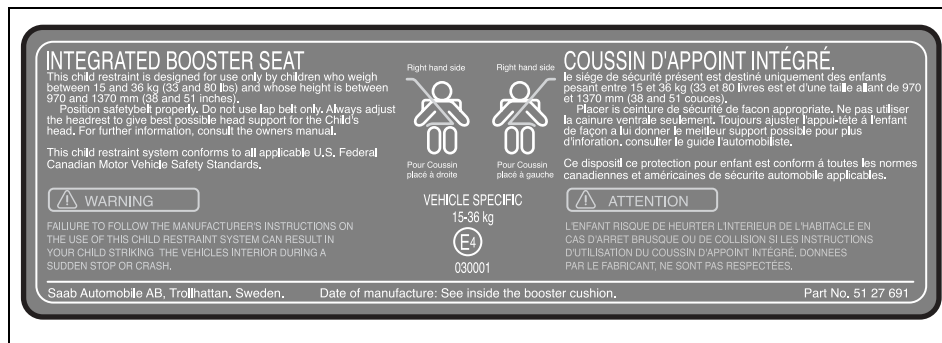 INTEGRATED BOOSTER SEAT
This child restraint is designed for use only by children who weigh
between 15 and 36 kg (33 and 80 lbs) and whose height is between
970 and 1370 mm (38 and 51 inches).
Position safetybelt properly. Do not use lap belt only. Always adjust
the headrest to give best possible head support for the Child's
head. For further information, consult the owners manual.
This child restraint system conforms to all applicable U.S. Federal
Canadian Motor Vehicle Safety Standards.
WARNING
FAILIURE TO FOLLOW THE MANUFACTURER'S INSTRUCTIONS ON
THE USE OF THIS CHILD RESTRAINT SYSTEM CAN RESULT IN
YOUR CHILD STRIKING THE VEHICLES INTERIOR DURING A
SUDDEN STOP OR CRASH.
Right hand side
Right hand side
Pour Coussin
placé à droite
Pour Coussin
placé à gauche
VEHICLE SPECIFIC
15-36 kg
E4
030001
COUSSIN D'APPOINT INTÉGRÉ.
le siége de sécurité présent est destiné uniquement des enfants
pesant entre 15 et 36 kg (33 et 80 livres est et d'une taille allant de 970
et 1370 mm (38 and 51 couces).
Placer is ceinture de sécurité de facon appropriate. Ne pas utiliser
la cainure ventrale seulement. Toujours ajuster l'appui-téte á l'enfant
de façon a lui donner le meitleur support possible pour plus
d'inforation. consulter le guide l'automobiliste.
Ce dispositl ce protection pour enfant est conform á toutes les normes
canadiennes et américaines de sécurite automobile applicables.
ATTENTION
L'ENFANT RISQUE DE HEURTER L'INTERIEUR DE L'HABITACLE EN
CAS D'ARRET BRUSQUE OU DE COLLISION SI LES INSTRUCTIONS
D'UTILISATION DU COUSSIN D'APPOINT INTÉGRÉ, DONNEES
PAR LE FABRICANT, NE SONT PAS RESPECTÉES.
Saab Automobile AB, Trollhattan, Sweden.
Date of manufacture: See inside the booster cushion.
Part No. 51 27 691